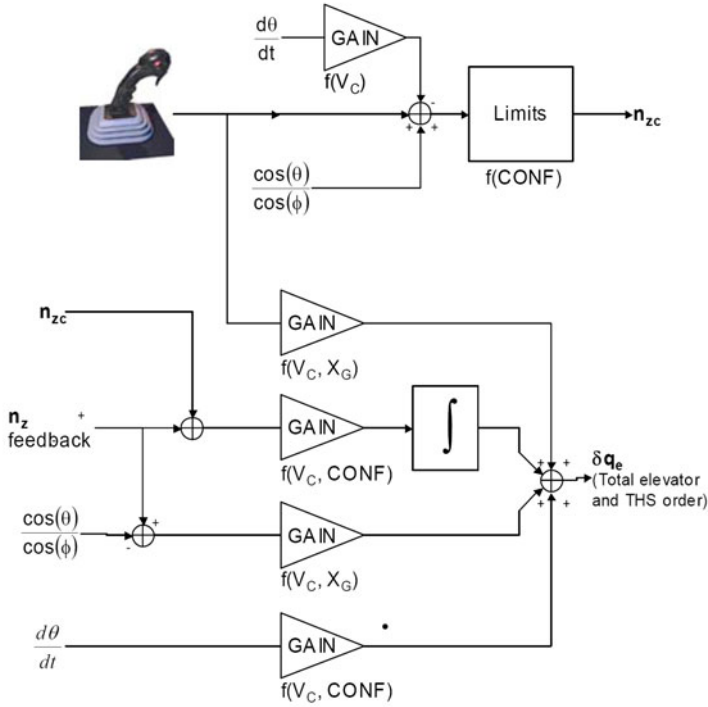 dθ
dt
GAIN
f(V_C)
-
+ +
Limits
n_zc
f(CONF)
cos(θ)
cos(ϕ)
n_zc
GAIN
f(V_C, X_G)
n_z +
feedback
GAIN
f(V_C, CONF)
∫
+ +
+ +
δq_e
(Total elevator
and THS order)
cos(θ)
cos(ϕ)
+
-
GAIN
f(V_C, X_G)
dθ
dt
GAIN
f(V_C, CONF)